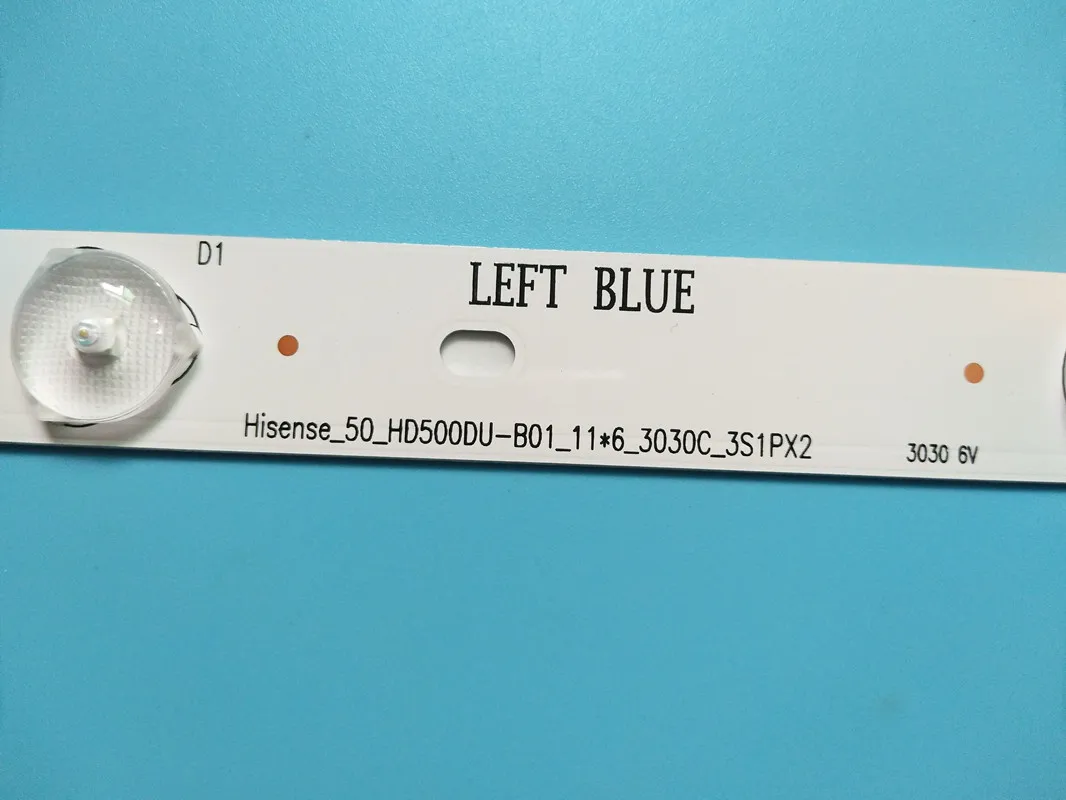 D1
LEFT BLUE
Hisense_50_HD500DU-B01_11*6_3030C_3S1PX2
3030 6V